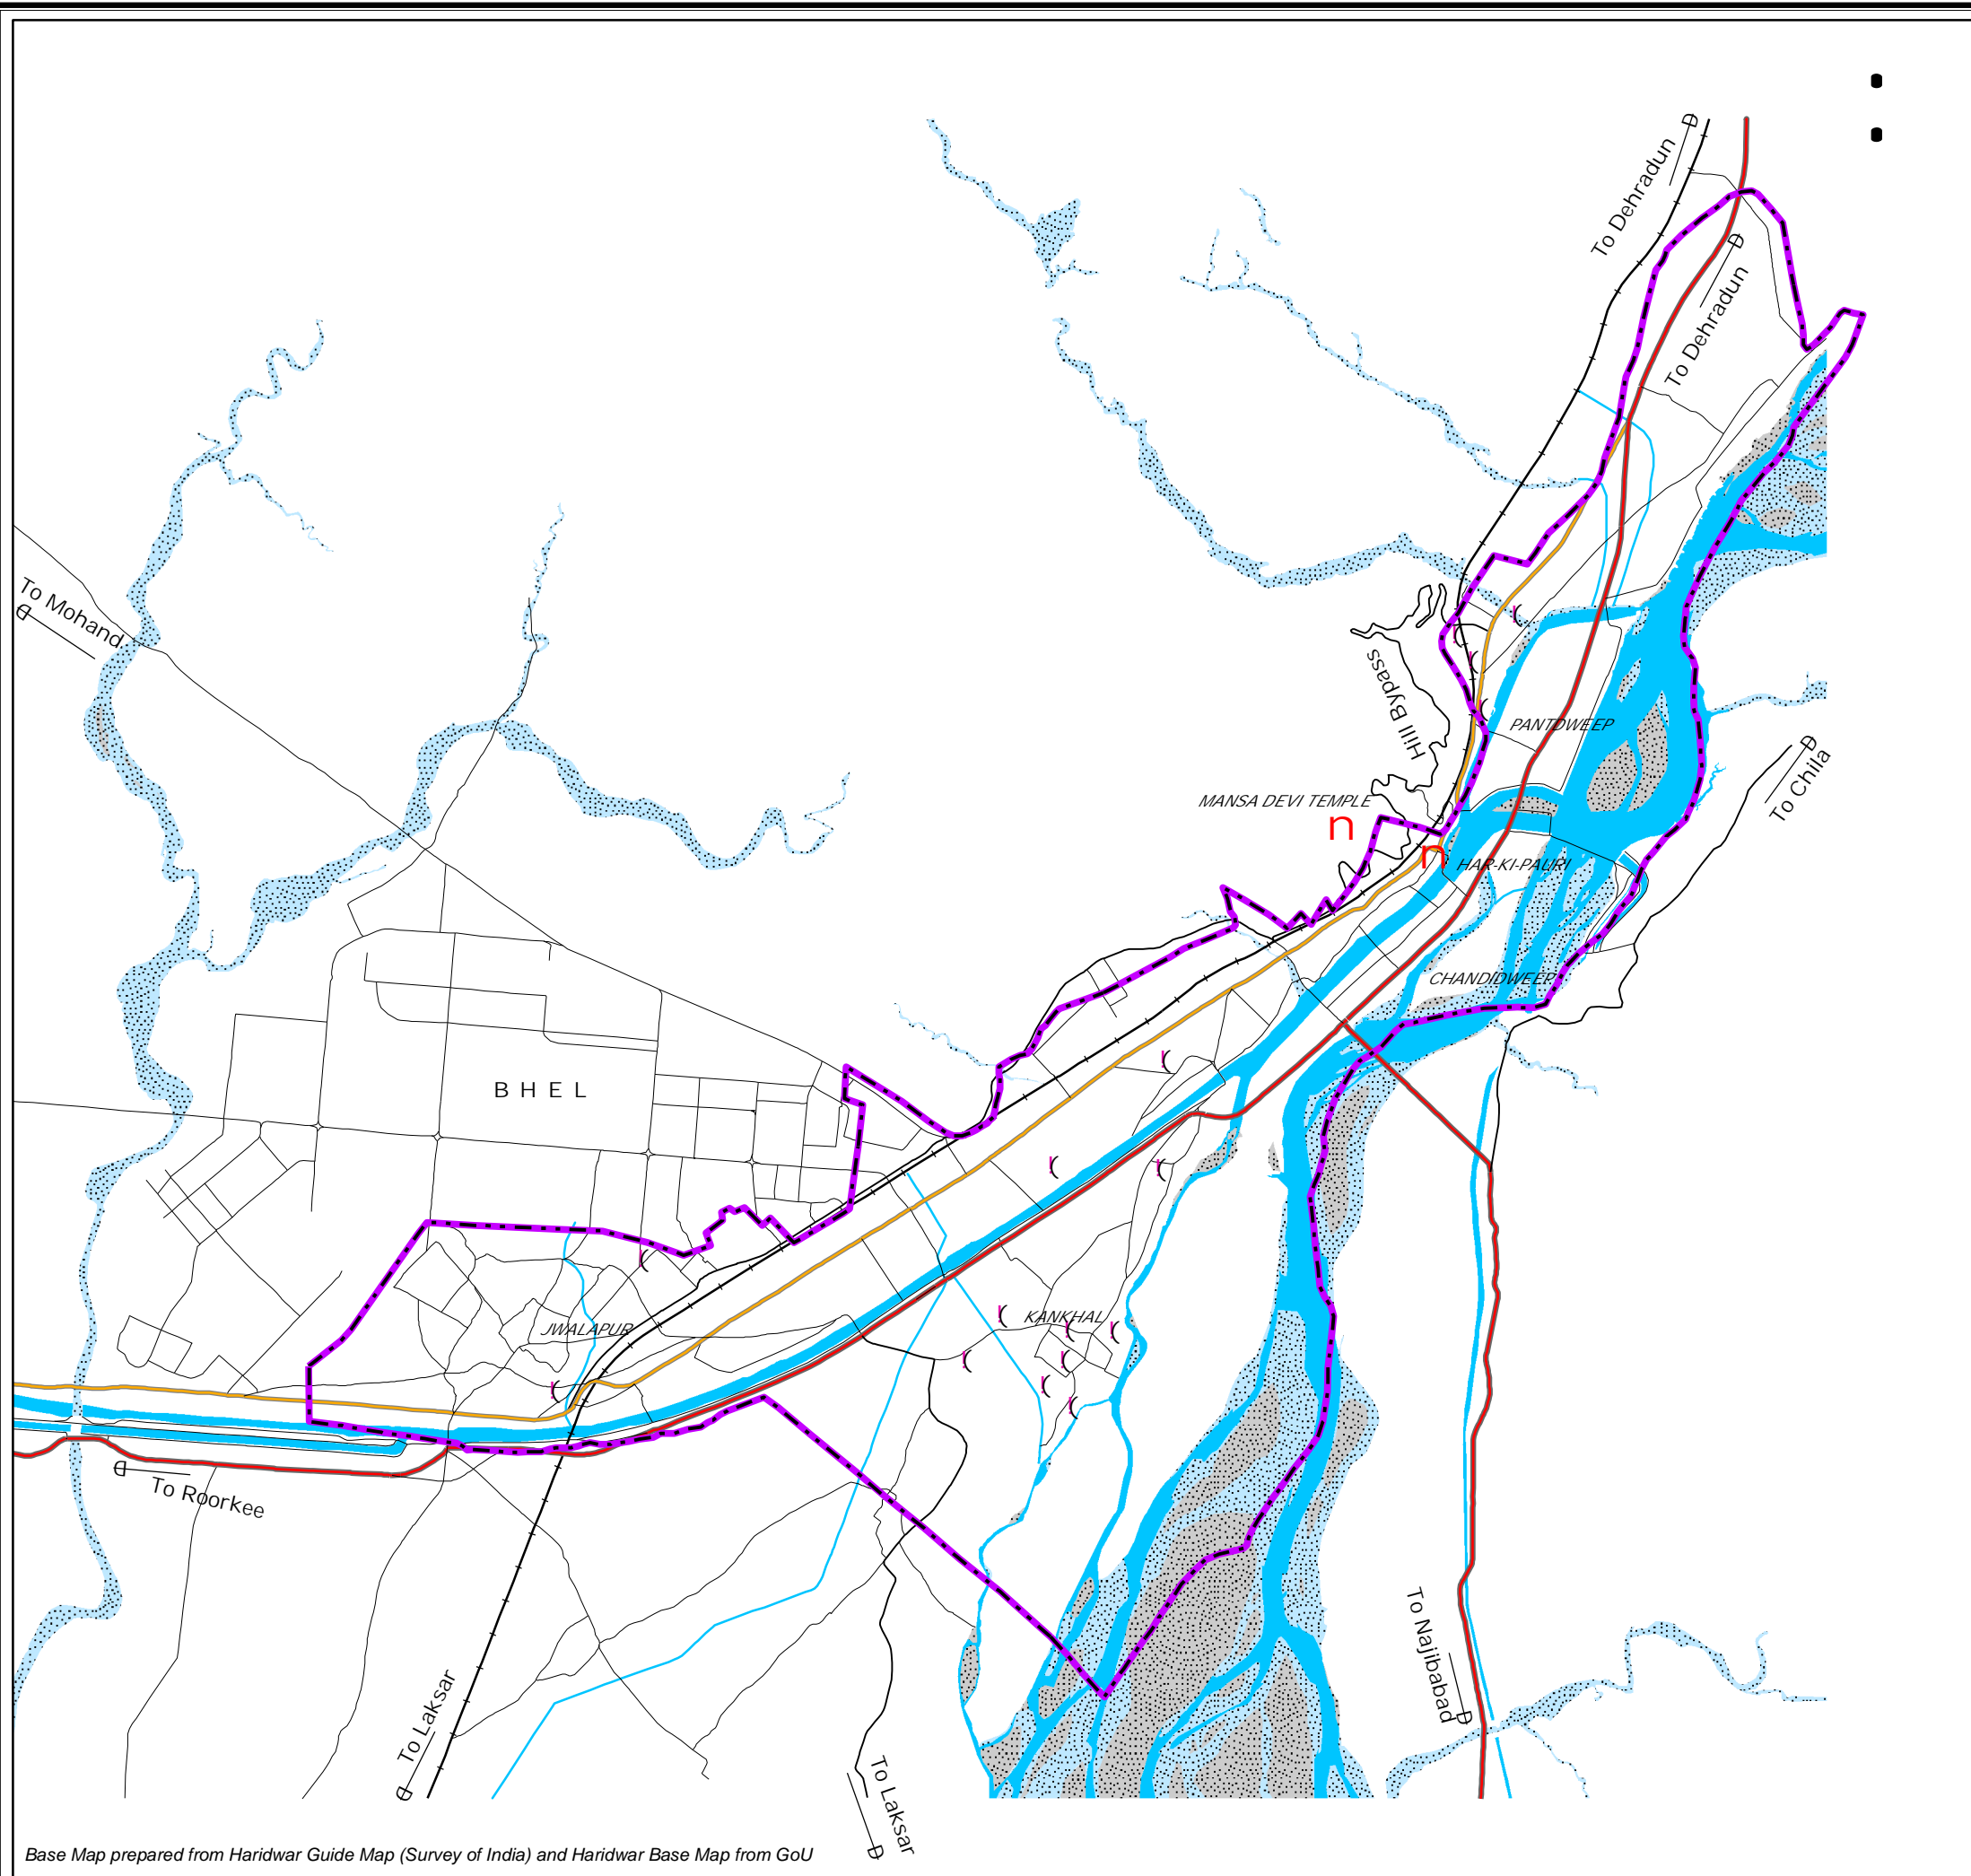 To Dehradun
To Dehradun
To Mohand
Hill Bypass
PANTDWEEP
To Chila
MANSA DEVI TEMPLE
n
n
HAR-KI-PAURI
CHANDIDWEEP
BHEL
KANKHAL
JWALAPUR
To Roorkee
To Najibabad
To Laksar
To Laksar
Base Map prepared from Haridwar Guide Map (Survey of India) and Haridwar Base Map from GoU